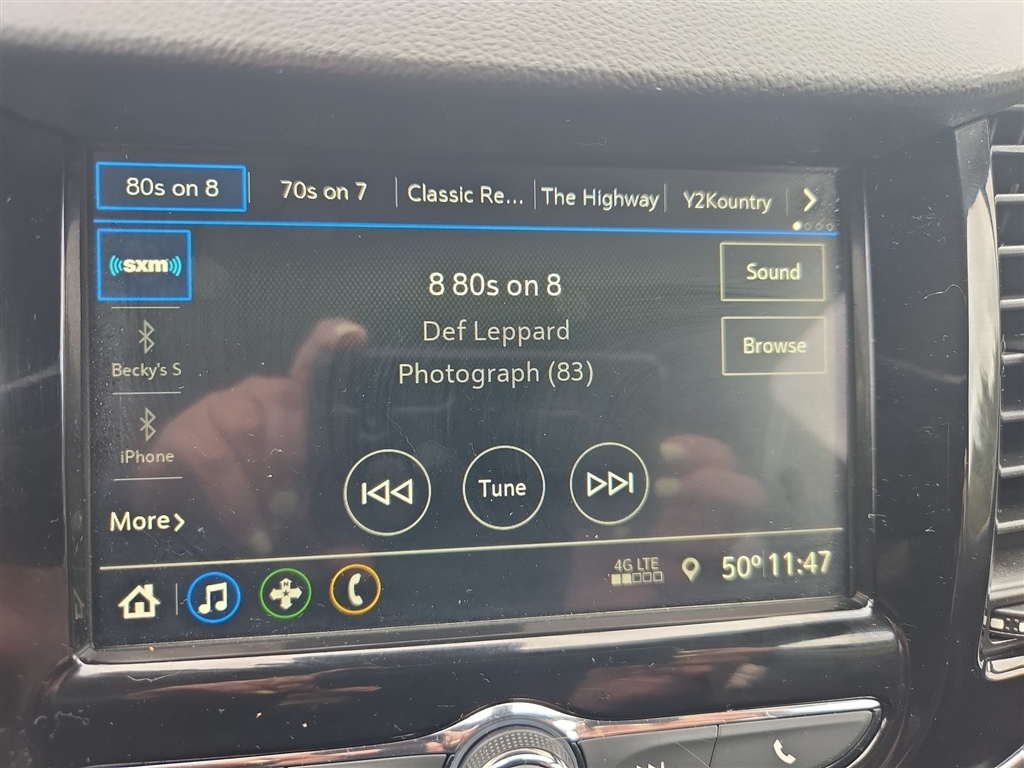 80s on 8 70s on 7 Classic Re... The Highway Y2Kountry
sxm
8 80s on 8
Sound
Def Leppard
Becky's S
Photograph (83)
Browse
iPhone
Tune
More
4G LTE
50° 11:47